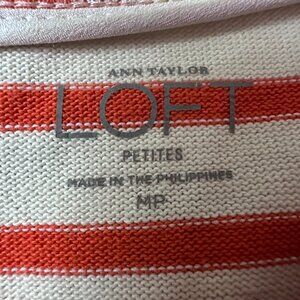 ANN TAYLOR
LOFT
PETITES
MADE IN THE PHILIPPINES
MP